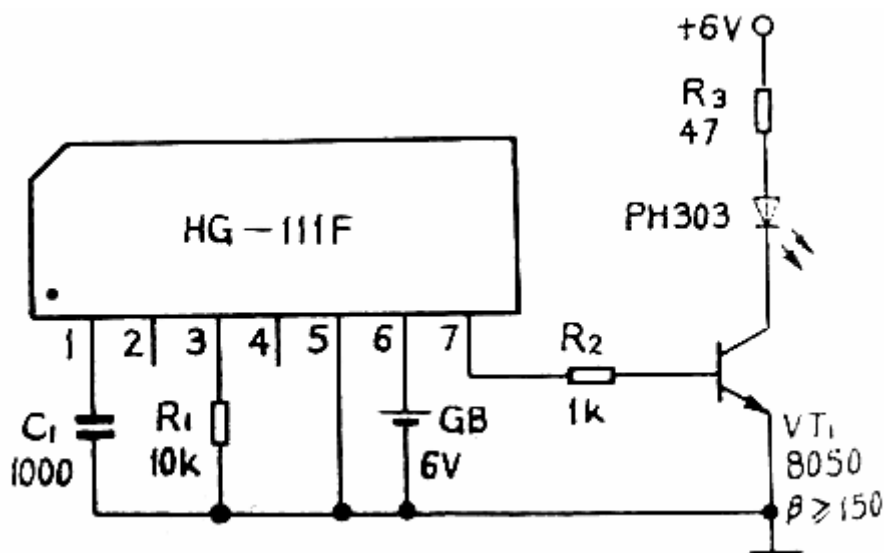 +6V
R3
47
HG-111F
PH303
1 2 3 4 5 6 7
R2
1k
C1
1000
R1
10k
GB
6V
VT1
8050
β≥150